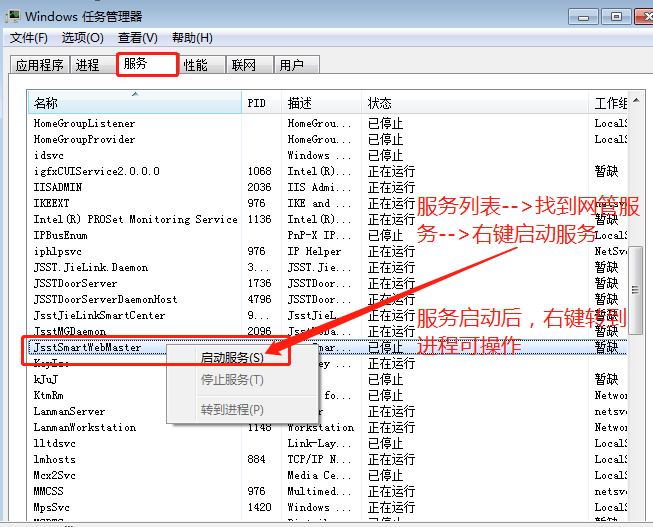 Windows 任务管理器
文件(F) 选项(O) 查看(V) 帮助(H)
应用程序 进程 服务 性能 联网 用户
名称 PID 描述 状态 工作组
HomeGroupListener HomeGrou... 已停止 LocalS
HomeGroupProvider HomeGrou... 已停止 LocalS
idsvc Windows ... 已停止
igfxCUIService2.0.0.0 1068 Intel(R)... 正在运行 暂缺
IISADMIN 2036 IIS Admi... 正在运行
IKEEXT 976 IKE and ... 正在运行
Intel(R) PROSet Monitoring Service 1136 Intel(R)... 正在运行
IPBusEnum PnP-X IP... 已停止
iphlpsvc 976 IP Helper 正在运行 NetSv
JSST.JieLink.Daemon 3... JSST.Jie... 正在运行 暂缺
JSSTDoorServer 1736 JSSTDoor... 正在运行 暂缺
JSSTDoorServerDaemonHost 4796 JSSTDoor... 正在运行 暂缺
JsstJieLinkSmartCenter JsstJieL... 正在运行 暂缺
JsstMGDaemon 2096 正在运行 暂缺
JsstSmartWebMaster 已停止 暂缺
正在运行
kJuJ 已停止
KtmRm fo... 已停止 Networ
LanmanServer 正在运行 netsvc
LanmanWorkstation 1148 Workstation 正在运行 Networ
lltdsvc Link-Lay... 已停止 LocalS
lmhosts 884 TCP/IP N... 正在运行 LocalS
Mcx2Svc Media Ce... 已停止 LocalS
MMCSS 976 Multimed... 正在运行 netsvc
MpsSvc 1420 Windows ... 正在运行 LocalS
启动服务(S)
停止服务(T)
转到进程(P)
服务列表-->找到网管服
务-->右键启动服务
服务启动后，右键转到
进程可操作